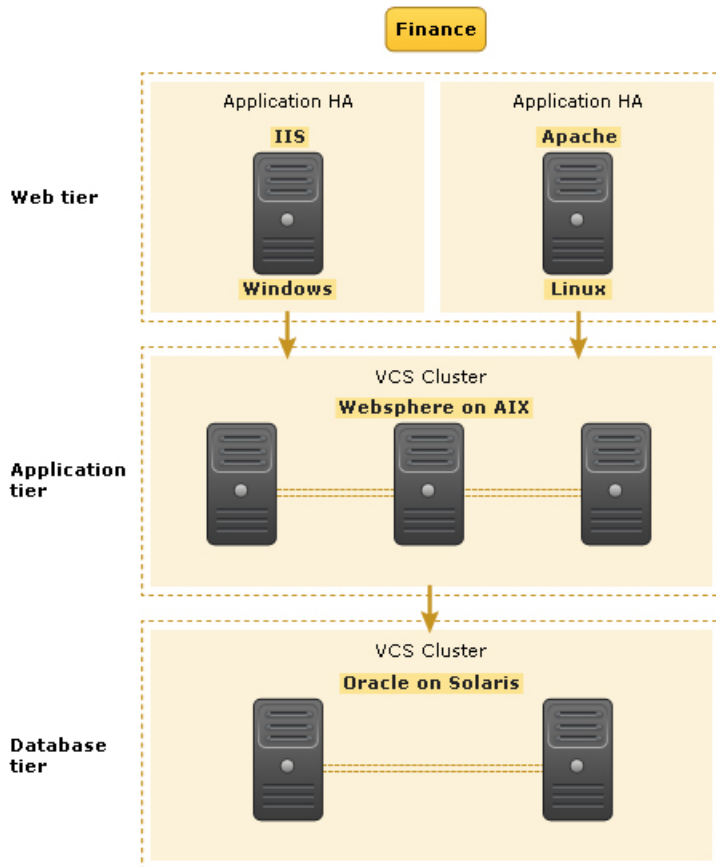 Finance
Application HA
Application HA
IIS
Apache
Web tier
Windows
Linux
VCS Cluster
Websphere on AIX
Application
tier
VCS Cluster
Oracle on Solaris
Database
tier